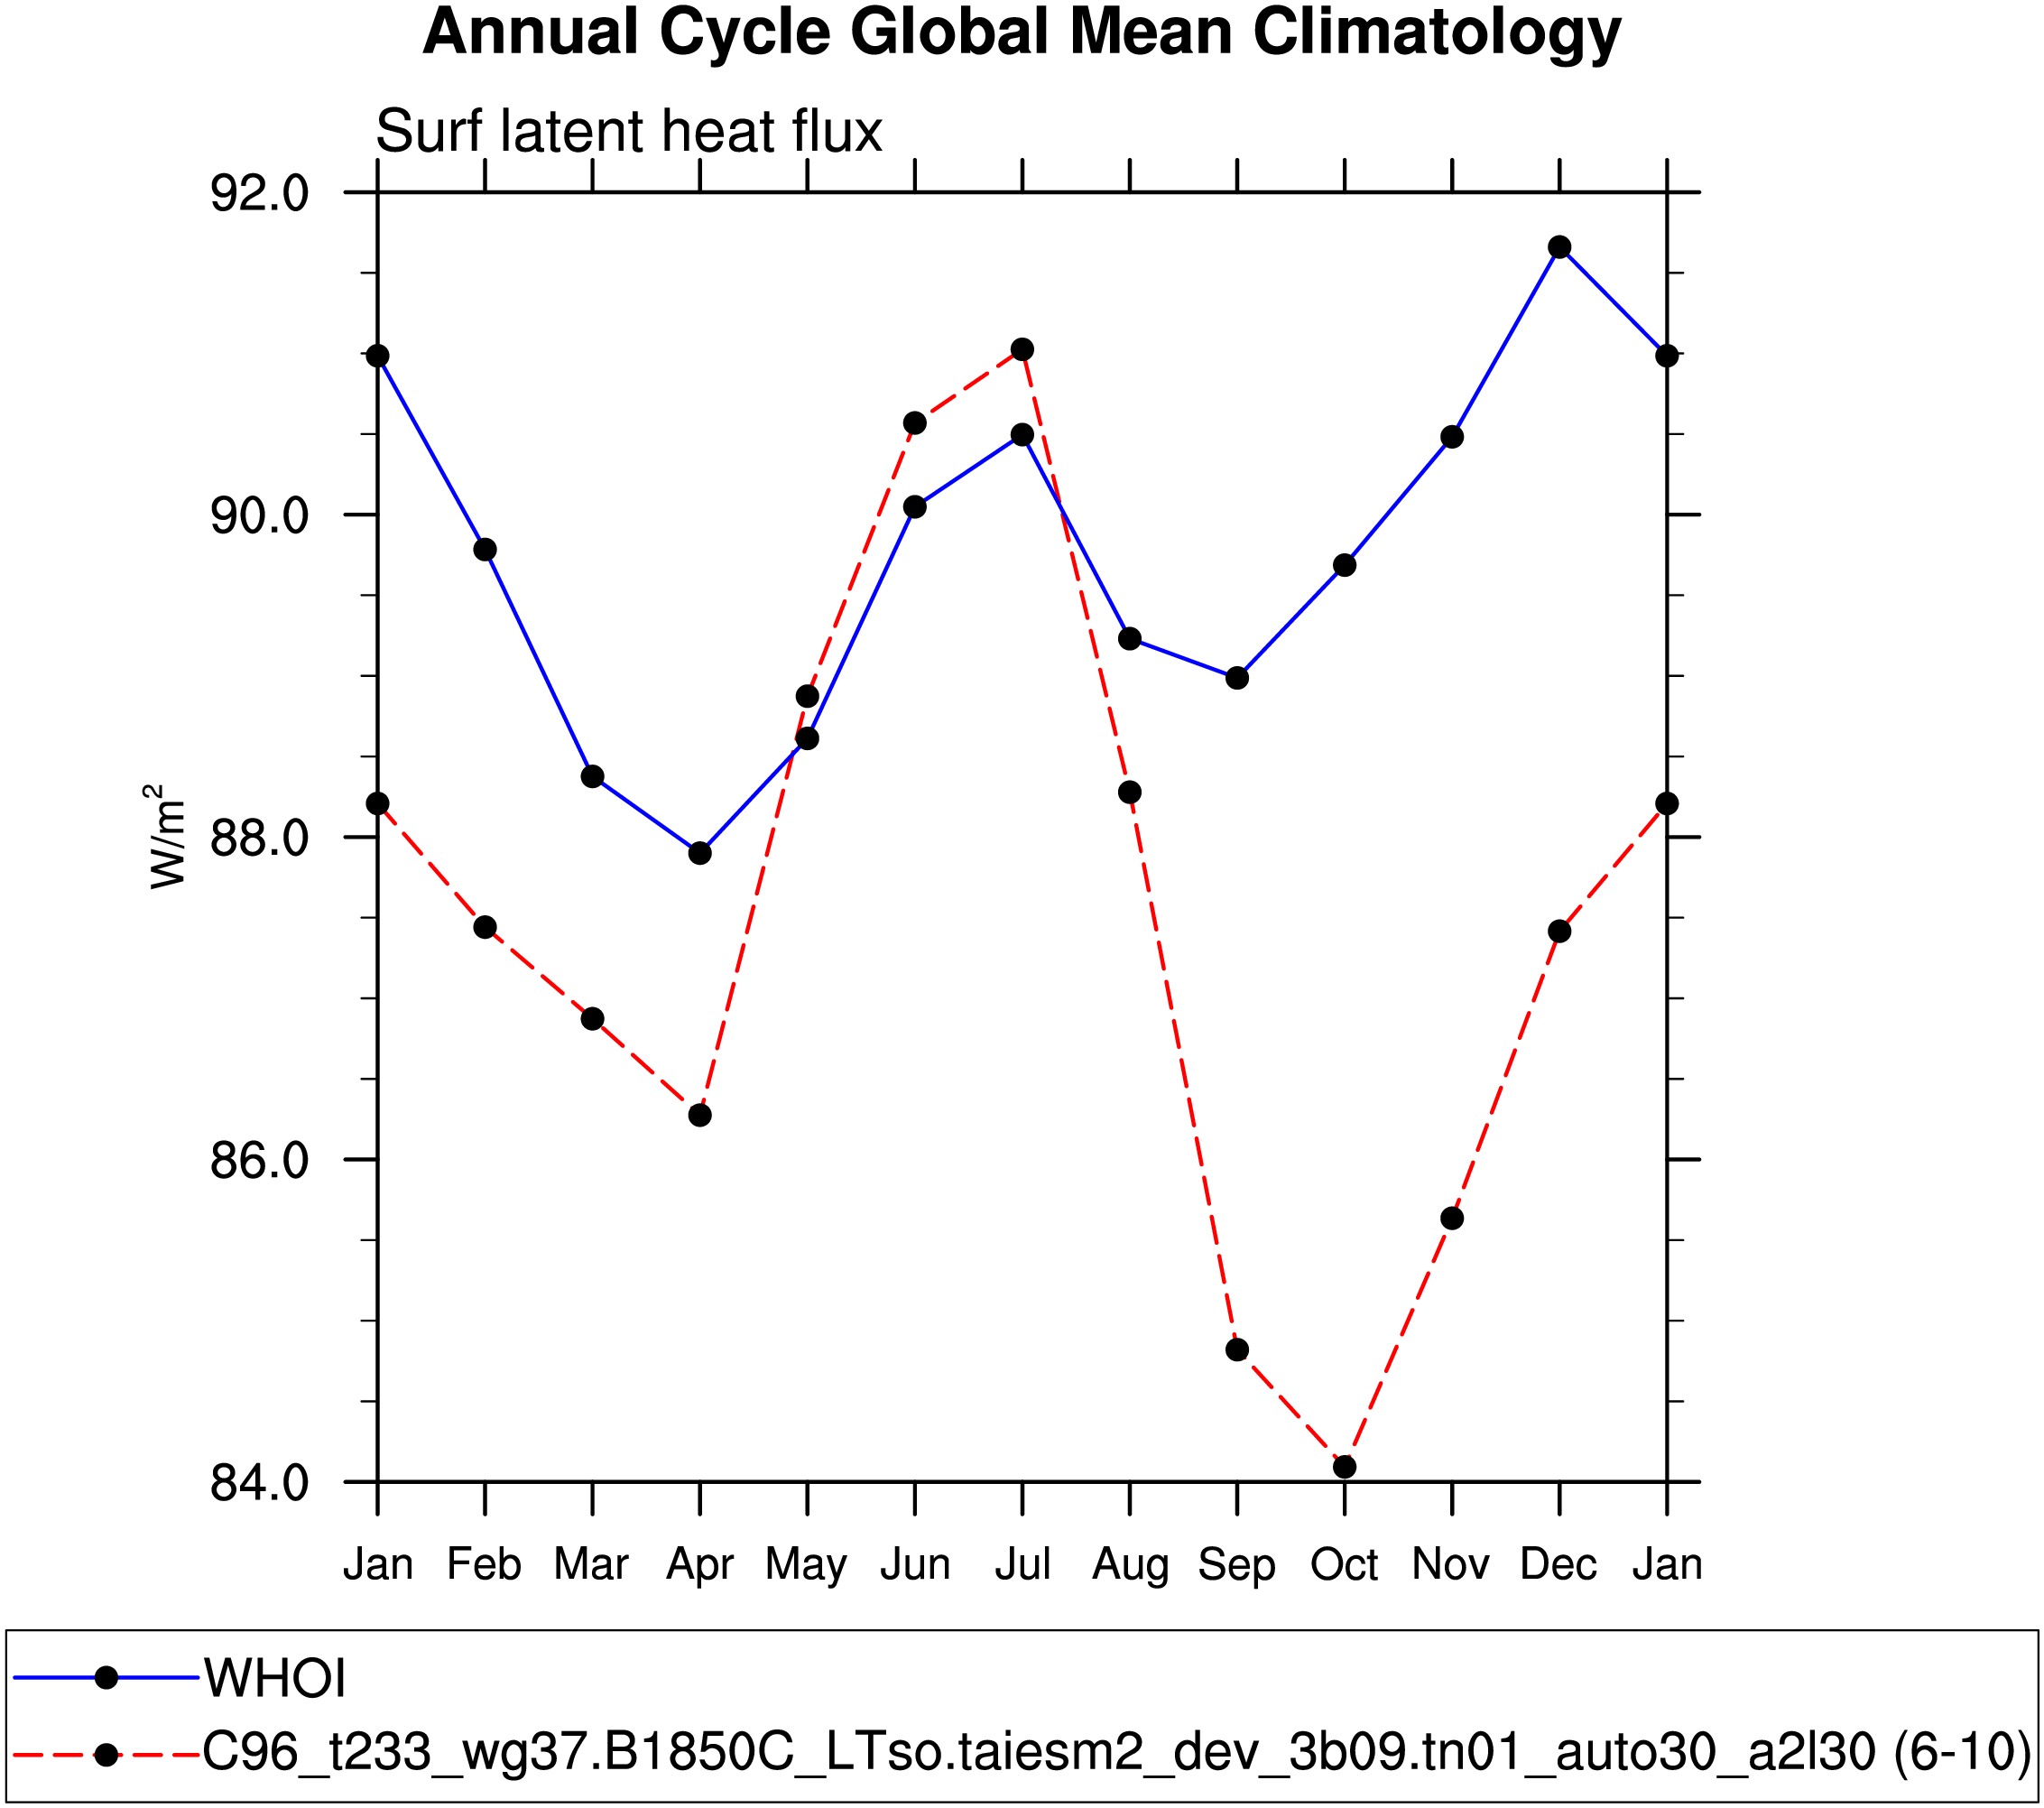 Annual Cycle Global Mean Climatology
Surf latent heat flux
92.0
90.0
88.0
86.0
84.0
W/m²
Jan Feb Mar Apr May Jun Jul Aug Sep Oct Nov Dec Jan
WHOI
C96_t233_wg37.B1850C_LTso.taiesm2_dev_3b09.tn01_auto30_a2l30 (6-10)